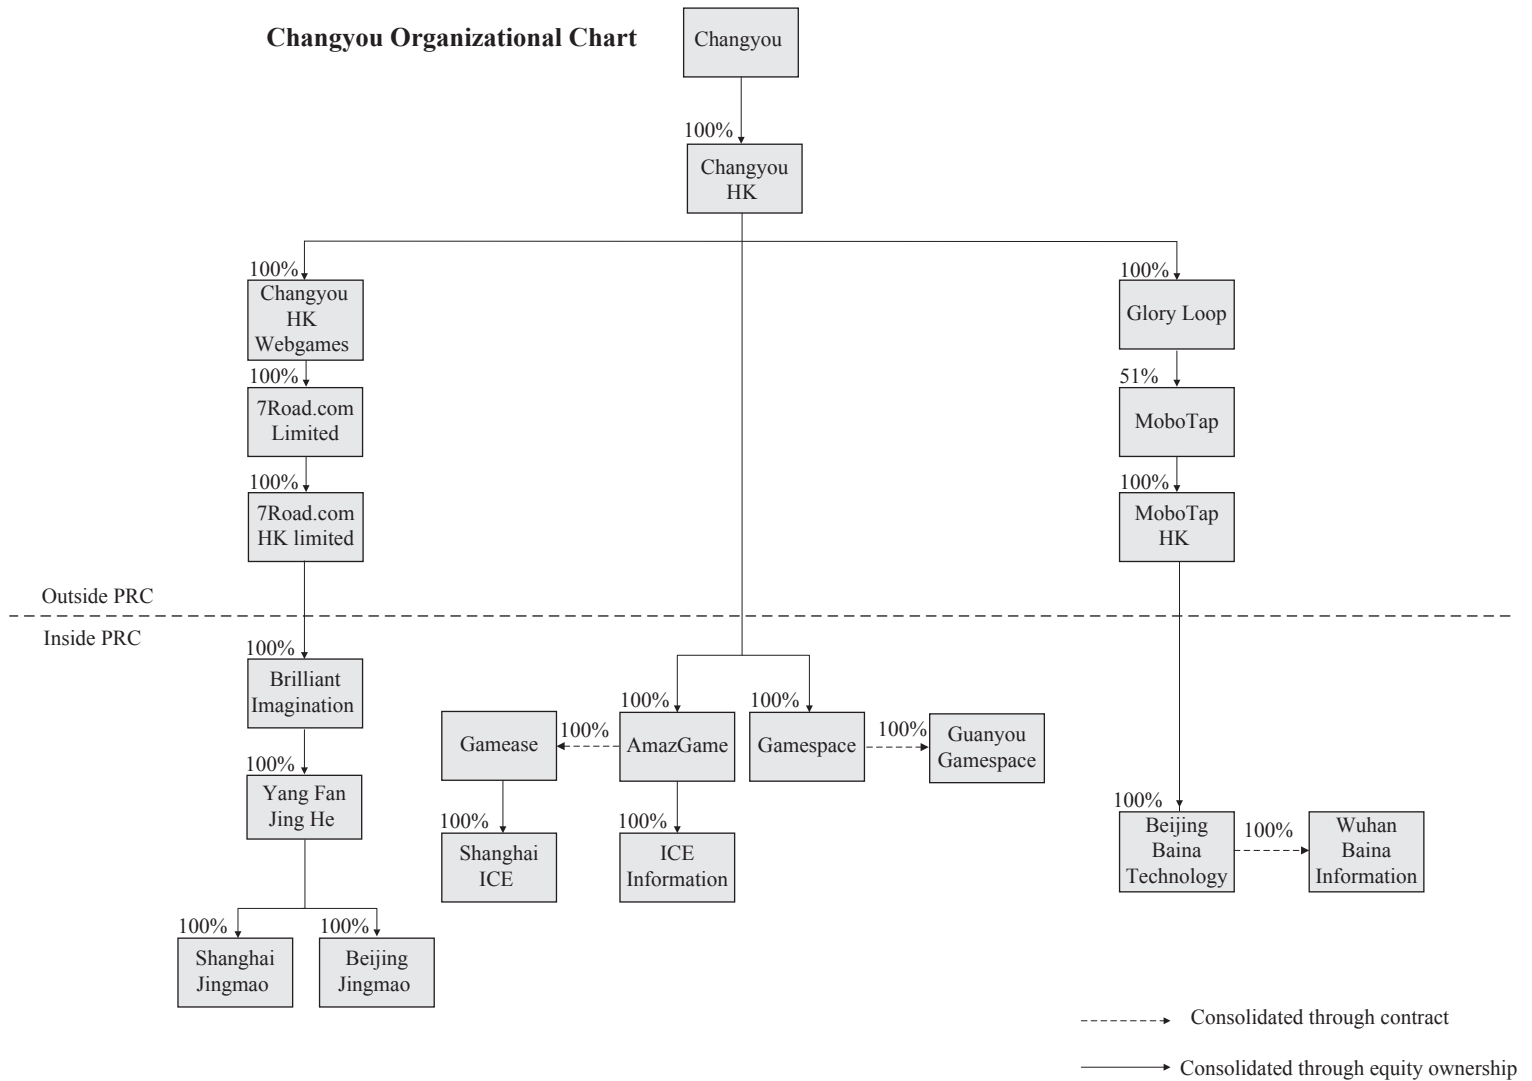 Changyou Organizational Chart
Changyou
100%
Changyou
HK
100%
Changyou
HK
Webgames
100%
7Road.com
Limited
100%
7Road.com
HK limited
100%
Glory Loop
51%
MoboTap
100%
MoboTap
HK
Outside PRC
Inside PRC
100%
Brilliant
Imagination
100%
Yang Fan
Jing He
100%
Shanghai
Jingmao
100%
Beijing
Jingmao
Gamease
100%
100%
AmazGame
100%
Gamespace
100%
Guanyou
Gamespace
100%
Shanghai
ICE
100%
ICE
Information
100%
Beijing
Baina
Technology
100%
Wuhan
Baina
Information
Consolidated through contract
Consolidated through equity ownership